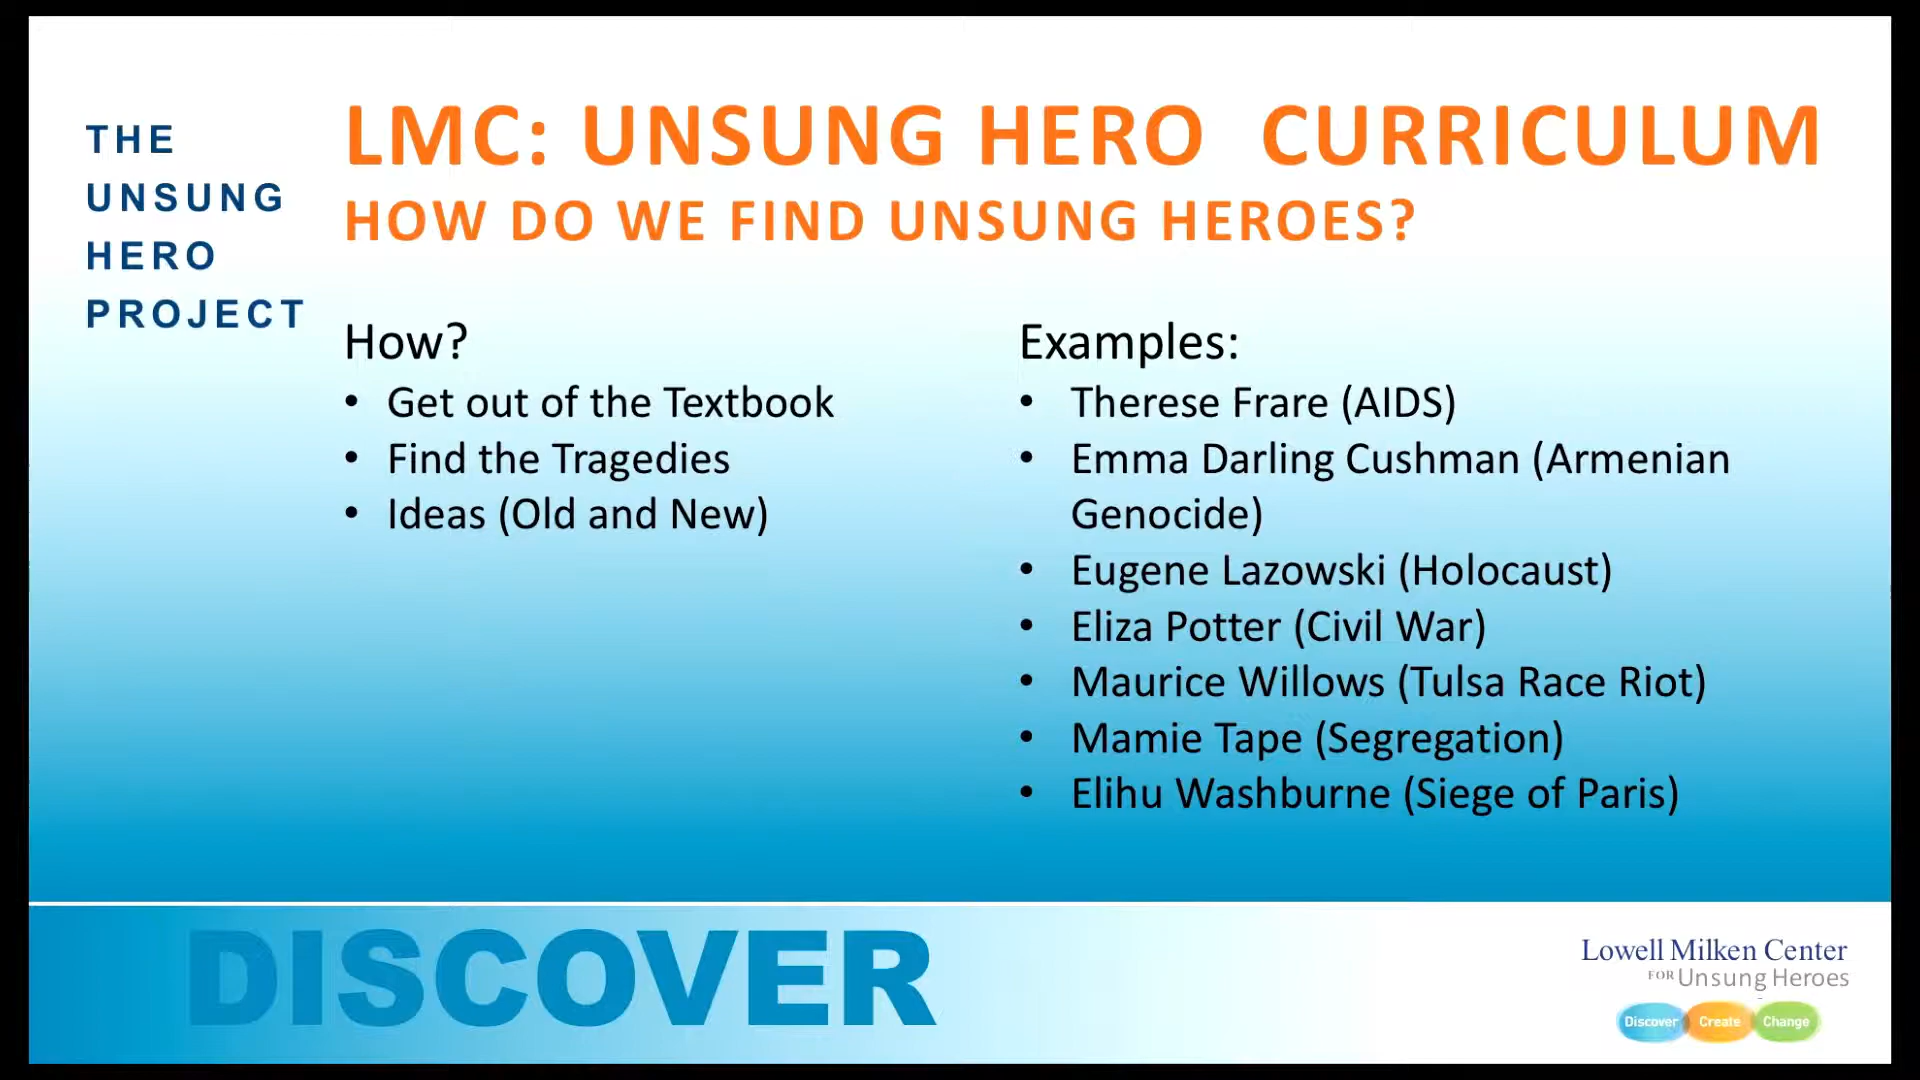 THE
UNSUNG
HERO
PROJECT
LMC: UNSUNG HERO  CURRICULUM
HOW DO WE FIND UNSUNG HEROES?
How?
• Get out of the Textbook
• Find the Tragedies
• Ideas (Old and New)
Examples:
• Therese Frare (AIDS)
• Emma Darling Cushman (Armenian
Genocide)
• Eugene Lazowski (Holocaust)
• Eliza Potter (Civil War)
• Maurice Willows (Tulsa Race Riot)
• Mamie Tape (Segregation)
• Elihu Washburne (Siege of Paris)
DISCOVER
Lowell Milken Center
FOR Unsung Heroes
Discover Create Change